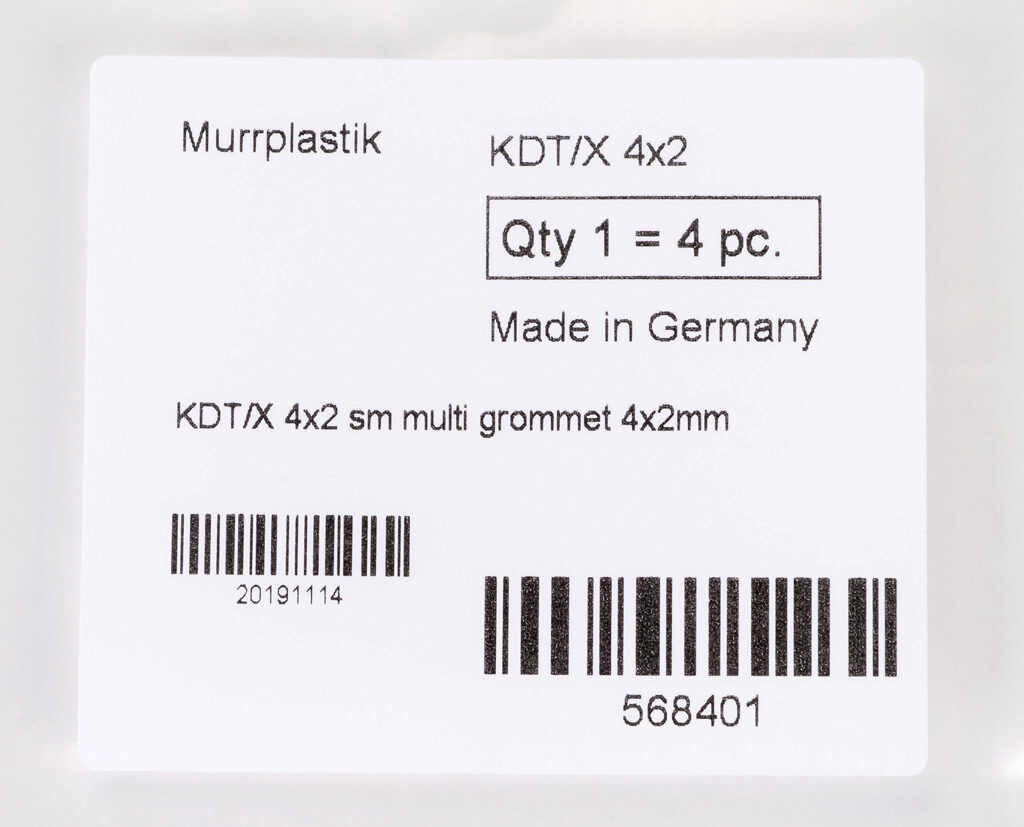 Murrplastik
KDT/X 4x2
Qty 1 = 4 pc.
Made in Germany
KDT/X 4x2 sm multi grommet 4x2mm
20191114
568401